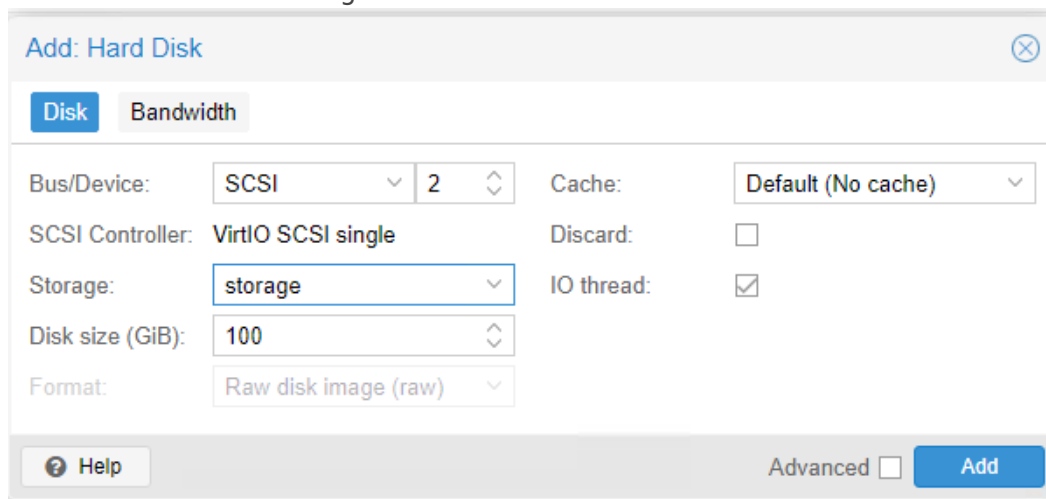 Add: Hard Disk
Disk Bandwidth
Bus/Device: SCSI 2 Cache: Default (No cache)
SCSI Controller: VirtIO SCSI single Discard:
Storage: storage IO thread:
Disk size (GiB): 100
Format: Raw disk image (raw)
Help Advanced Add